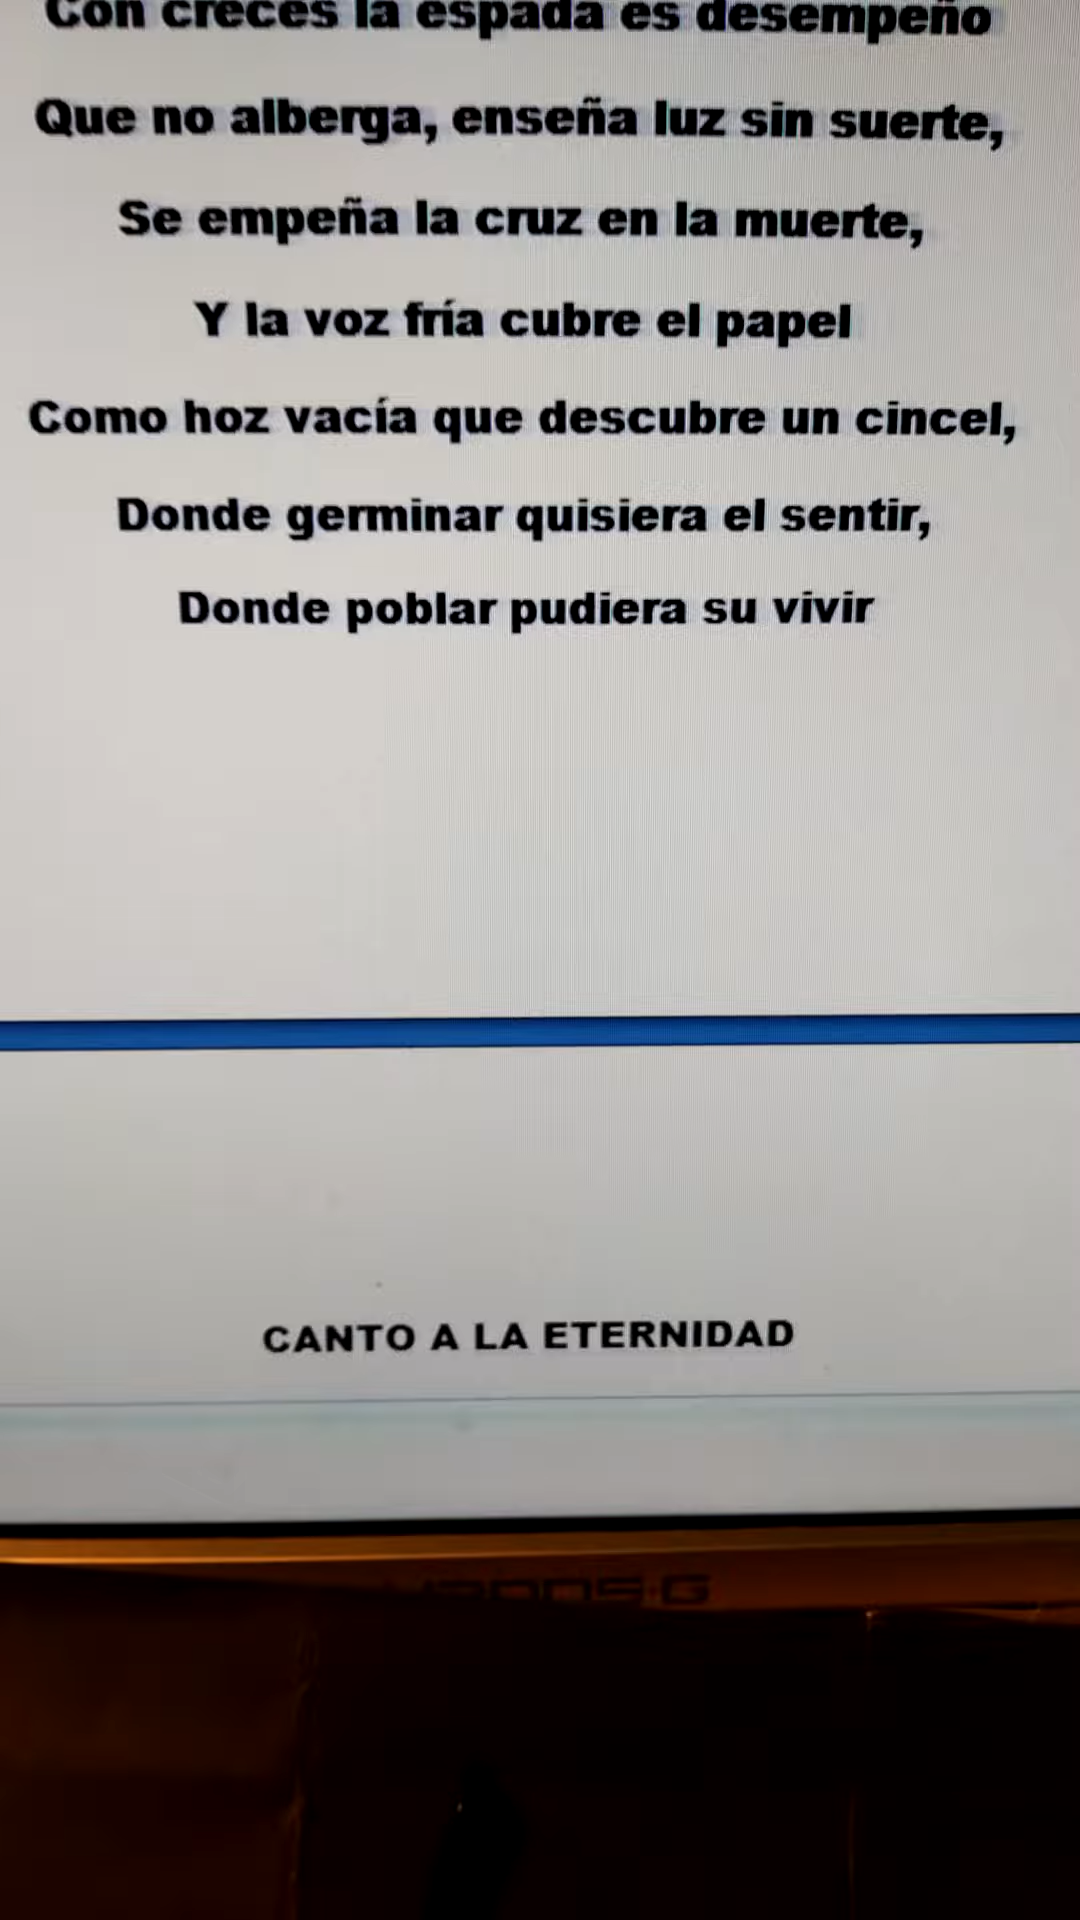 Con creces la espada es desempeño
Que no alberga, enseña luz sin suerte,
Se empeña la cruz en la muerte,
Y la voz fría cubre el papel
Como hoz vacía que descubre un cincel,
Donde germinar quisiera el sentir,
Donde poblar pudiera su vivir
CANTO A LA ETERNIDAD